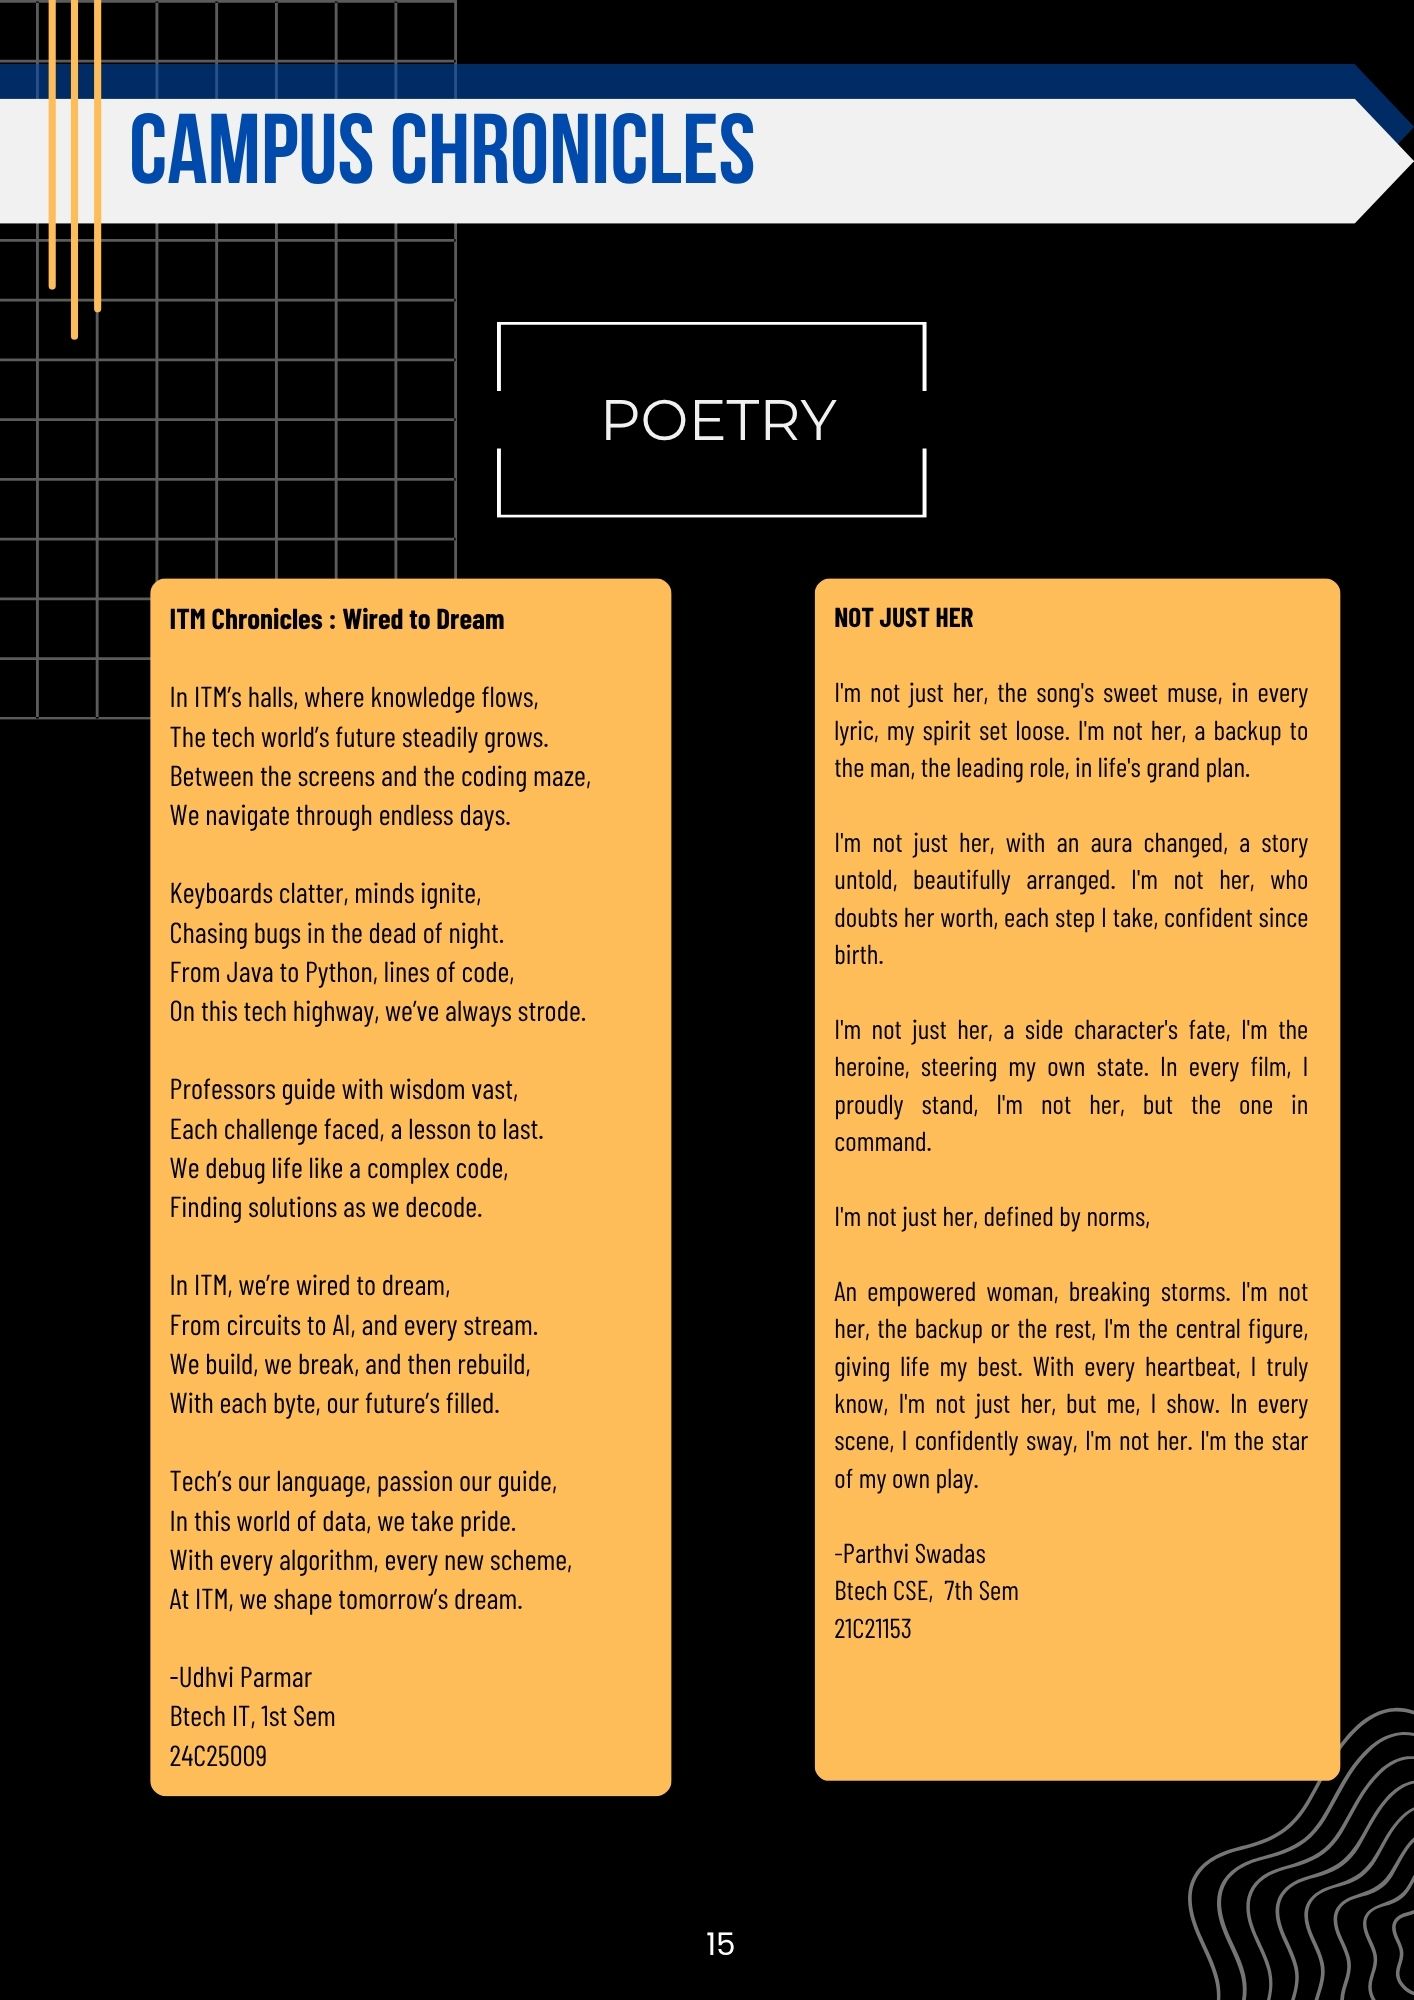 CAMPUS CHRONICLES
POETRY
ITM Chronicles : Wired to Dream
In ITM’s halls, where knowledge flows,
The tech world’s future steadily grows.
Between the screens and the coding maze,
We navigate through endless days.
Keyboards clatter, minds ignite,
Chasing bugs in the dead of night.
From Java to Python, lines of code,
On this tech highway, we’ve always strode.
Professors guide with wisdom vast,
Each challenge faced, a lesson to last.
We debug life like a complex code,
Finding solutions as we decode.
In ITM, we’re wired to dream,
From circuits to AI, and every stream.
We build, we break, and then rebuild,
With each byte, our future’s filled.
Tech’s our language, passion our guide,
In this world of data, we take pride.
With every algorithm, every new scheme,
At ITM, we shape tomorrow’s dream.
-Udhvi Parmar
Btech IT, 1st Sem
24C25009
NOT JUST HER
I'm not just her, the song's sweet muse, in every
lyric, my spirit set loose. I'm not her, a backup to
the man, the leading role, in life's grand plan.
I'm not just her, with an aura changed, a story
untold, beautifully arranged. I'm not her, who
doubts her worth, each step I take, confident since
birth.
I'm not just her, a side character's fate, I'm the
heroine, steering my own state. In every film, I
proudly stand, I'm not her, but the one in
command.
I'm not just her, defined by norms,
An empowered woman, breaking storms. I'm not
her, the backup or the rest, I'm the central figure,
giving life my best. With every heartbeat, I truly
know, I'm not just her, but me, I show. In every
scene, I confidently sway, I'm not her. I'm the star
of my own play.
-Parthvi Swadas
Btech CSE, 7th Sem
21C21153
15